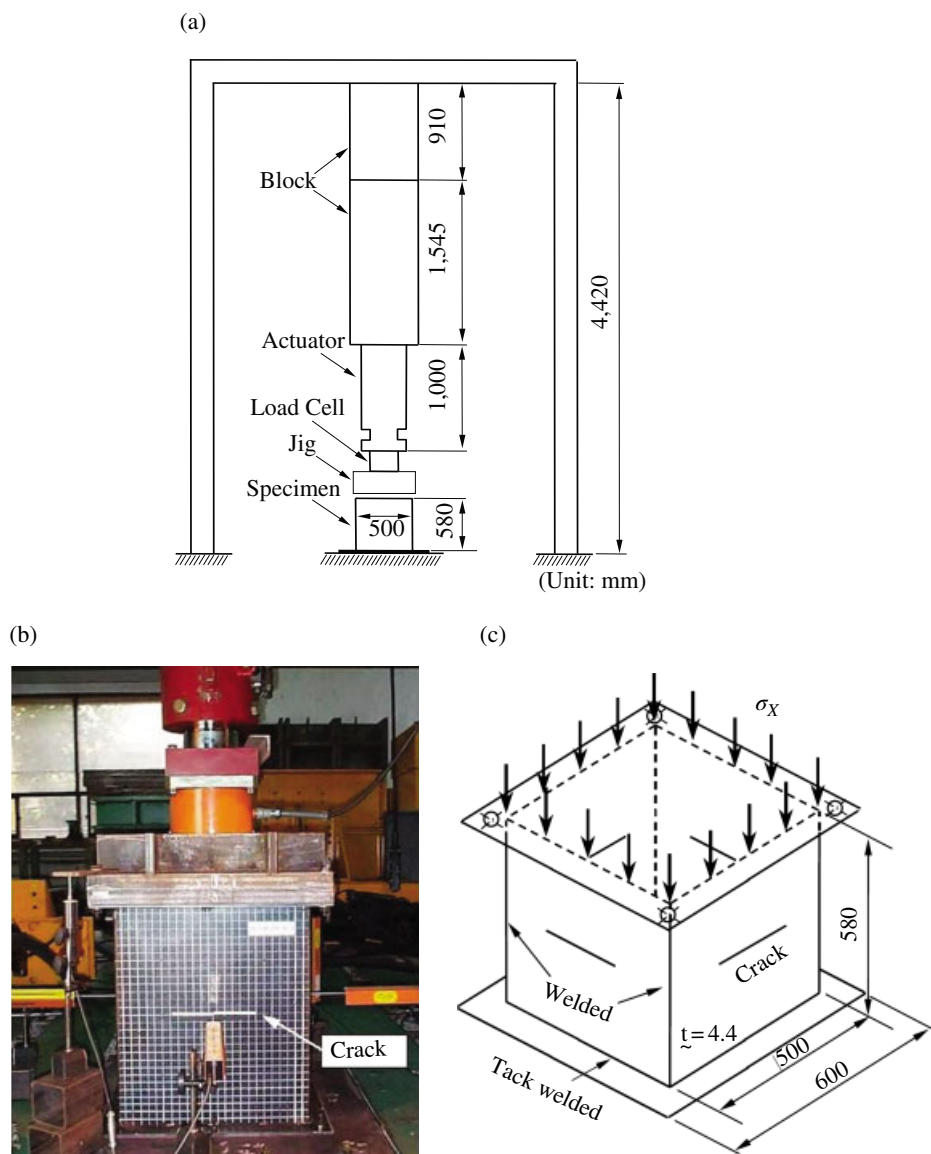 (a)
910
Block
1,545
4,420
Actuator
1,000
Load Cell
Jig
Specimen
500
580
(Unit: mm)
(b)
(c)
σX
580
Crack
Welded
t = 4.4
Crack
500
Tack welded
600